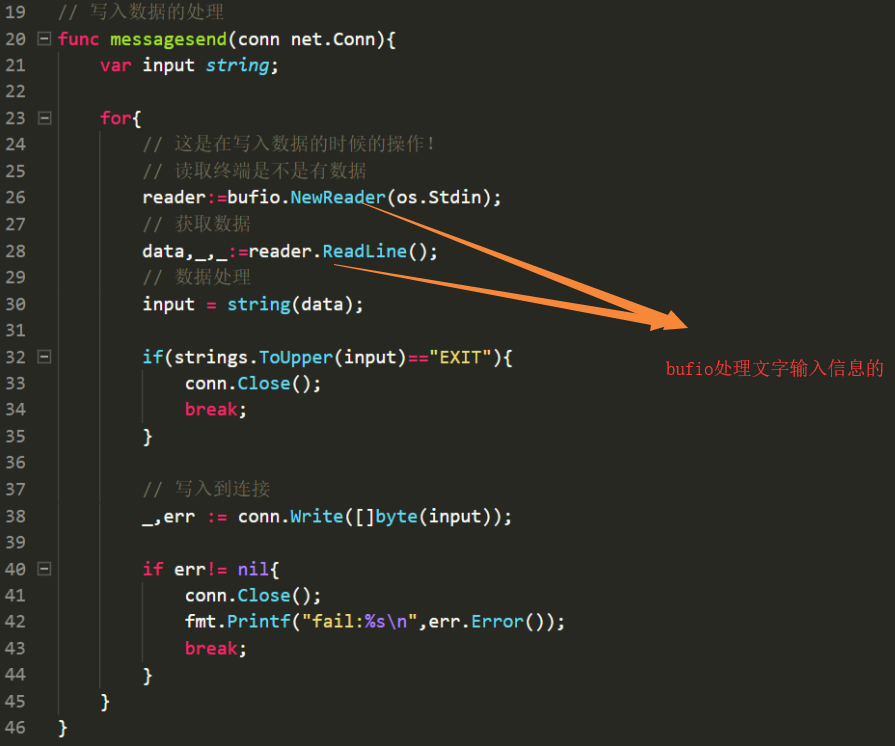 19 // 写入数据的处理
20 func messagesend(conn net.Conn){
21 var input string;
22
23 for{
24 // 这是在写入数据的时候的操作!
25 // 读取终端是不是有数据
26 reader:=bufio.NewReader(os.Stdin);
27 // 获取数据
28 data,_,_:=reader.ReadLine();
29 // 数据处理
30 input = string(data);
31
bufio处理文字输入信息的
32 if(strings.ToUpper(input)=="EXIT"){
33 conn.Close();
34 break;
35 }
36
37 // 写入到连接
38 _,err := conn.Write([]byte(input));
39
40 if err!= nil{
41 conn.Close();
42 fmt.Printf("fail:%s\n",err.Error());
43 break;
44 }
45 }
46 }